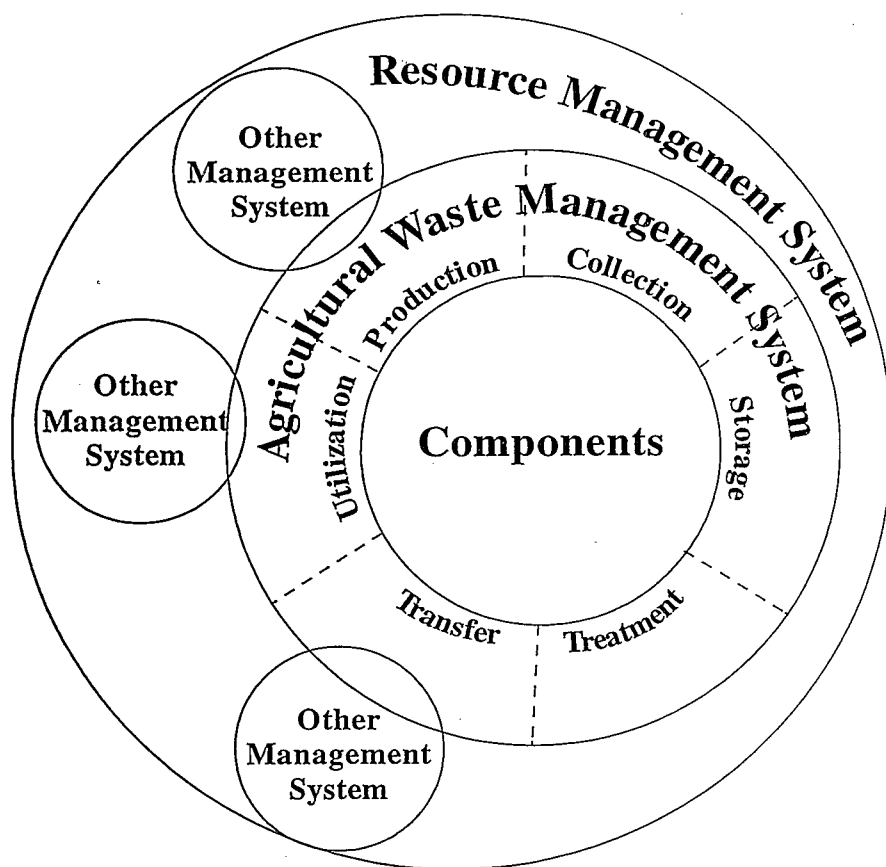 Resource Management System
Other
Management
System
Agricultural Waste Management System
Production
Collection
Other
Management
System
Utilization
Components
Storage
Transfer
Treatment
Other
Management
System